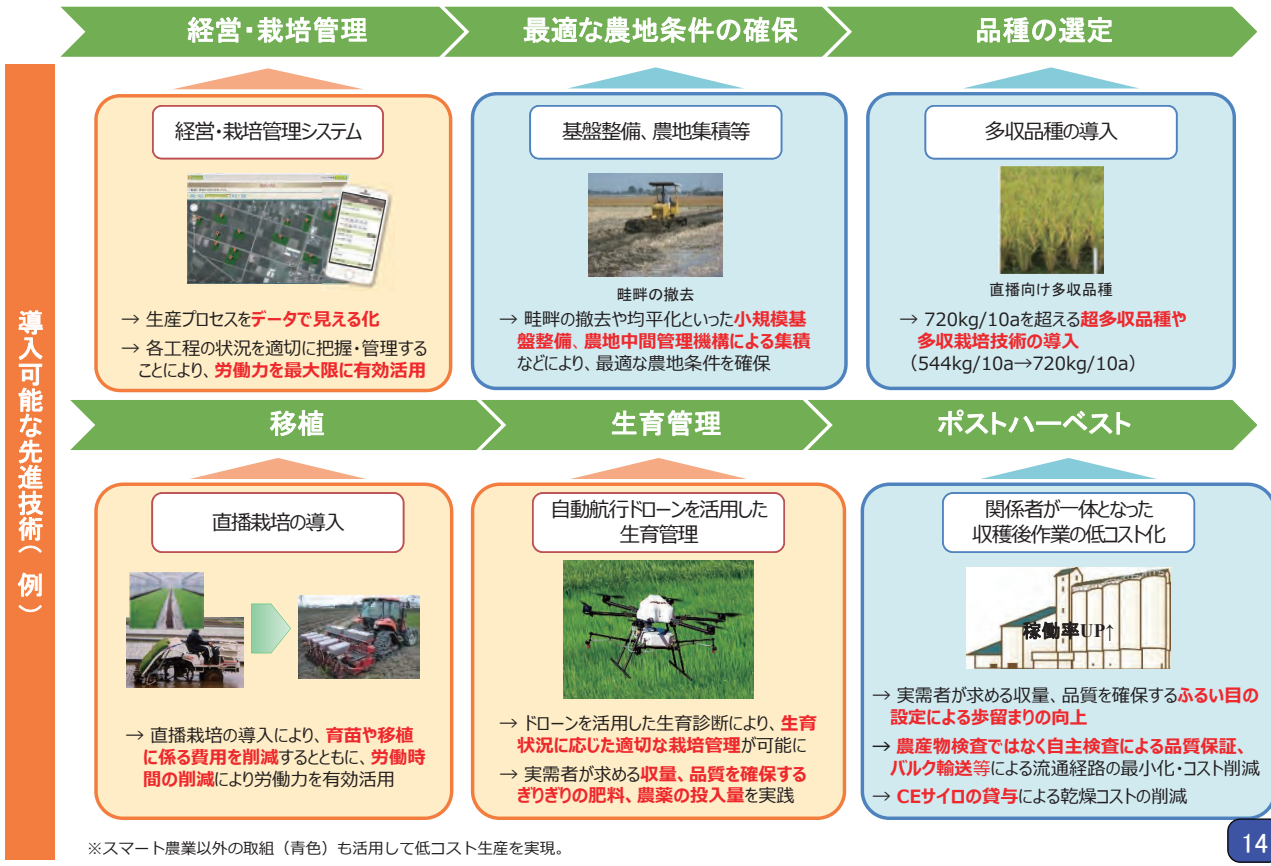 経営・栽培管理
最適な農地条件の確保
品種の選定
導入可能な先進技術（例）
経営・栽培管理システム
→ 生産プロセスをデータで見える化
→ 各工程の状況を適切に把握・管理する
ことにより、労働力を最大限に有効活用
基盤整備、農地集積等
畦畔の撤去
→ 畦畔の撤去や均平化といった小規模基
盤整備、農地中間管理機構による集積
などにより、最適な農地条件を確保
多収品種の導入
直播向け多収品種
→ 720kg/10aを超える超多収品種や
多収栽培技術の導入
（544kg/10a→720kg/10a）
移植
生育管理
ポストハーベスト
直播栽培の導入
→ 直播栽培の導入により、育苗や移植
に係る費用を削減するとともに、労働時
間の削減により労働力を有効活用
自動航行ドローンを活用した
生育管理
→ ドローンを活用した生育診断により、生育
状況に応じた適切な栽培管理が可能に
→ 実需者が求める収量、品質を確保する
ぎりぎりの肥料、農薬の投入量を実践
関係者が一体となった
収穫後作業の低コスト化
稼働率UP↑
→ 実需者が求める収量、品質を確保するふるい目の
設定による歩留まりの向上
→ 農産物検査ではなく自主検査による品質保証、
バルク輸送等による流通経路の最小化・コスト削減
→ CEサイロの貸与による乾燥コストの削減
※スマート農業以外の取組（青色）も活用して低コスト生産を実現。
14